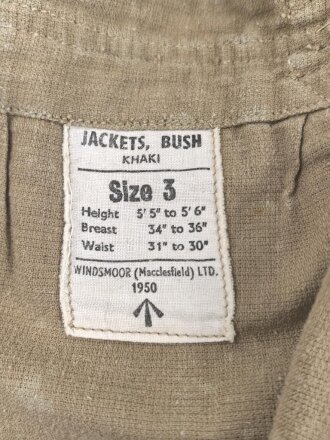 JACKETS, BUSH
KHAKI
Size 3
Height 5' 5" to 5' 6"
Breast 34" to 36"
Waist 31" to 30"
WINDSMOOR (Macclesfield) LTD.
1950